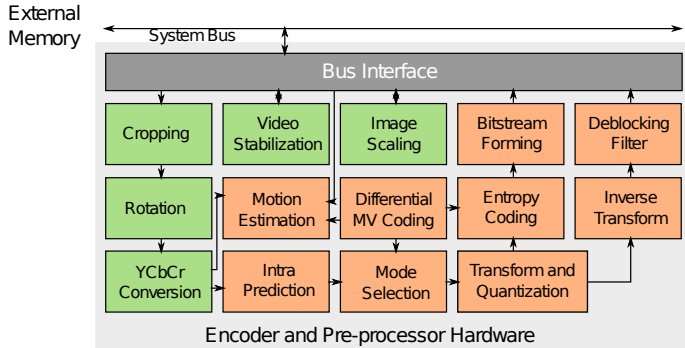 External
Memory
System Bus
Bus Interface
Cropping
Video
Stabilization
Image
Scaling
Bitstream
Forming
Deblocking
Filter
Rotation
Motion
Estimation
Differential
MV Coding
Entropy
Coding
Inverse
Transform
YCbCr
Conversion
Intra
Prediction
Mode
Selection
Transform and
Quantization
Encoder and Pre-processor Hardware